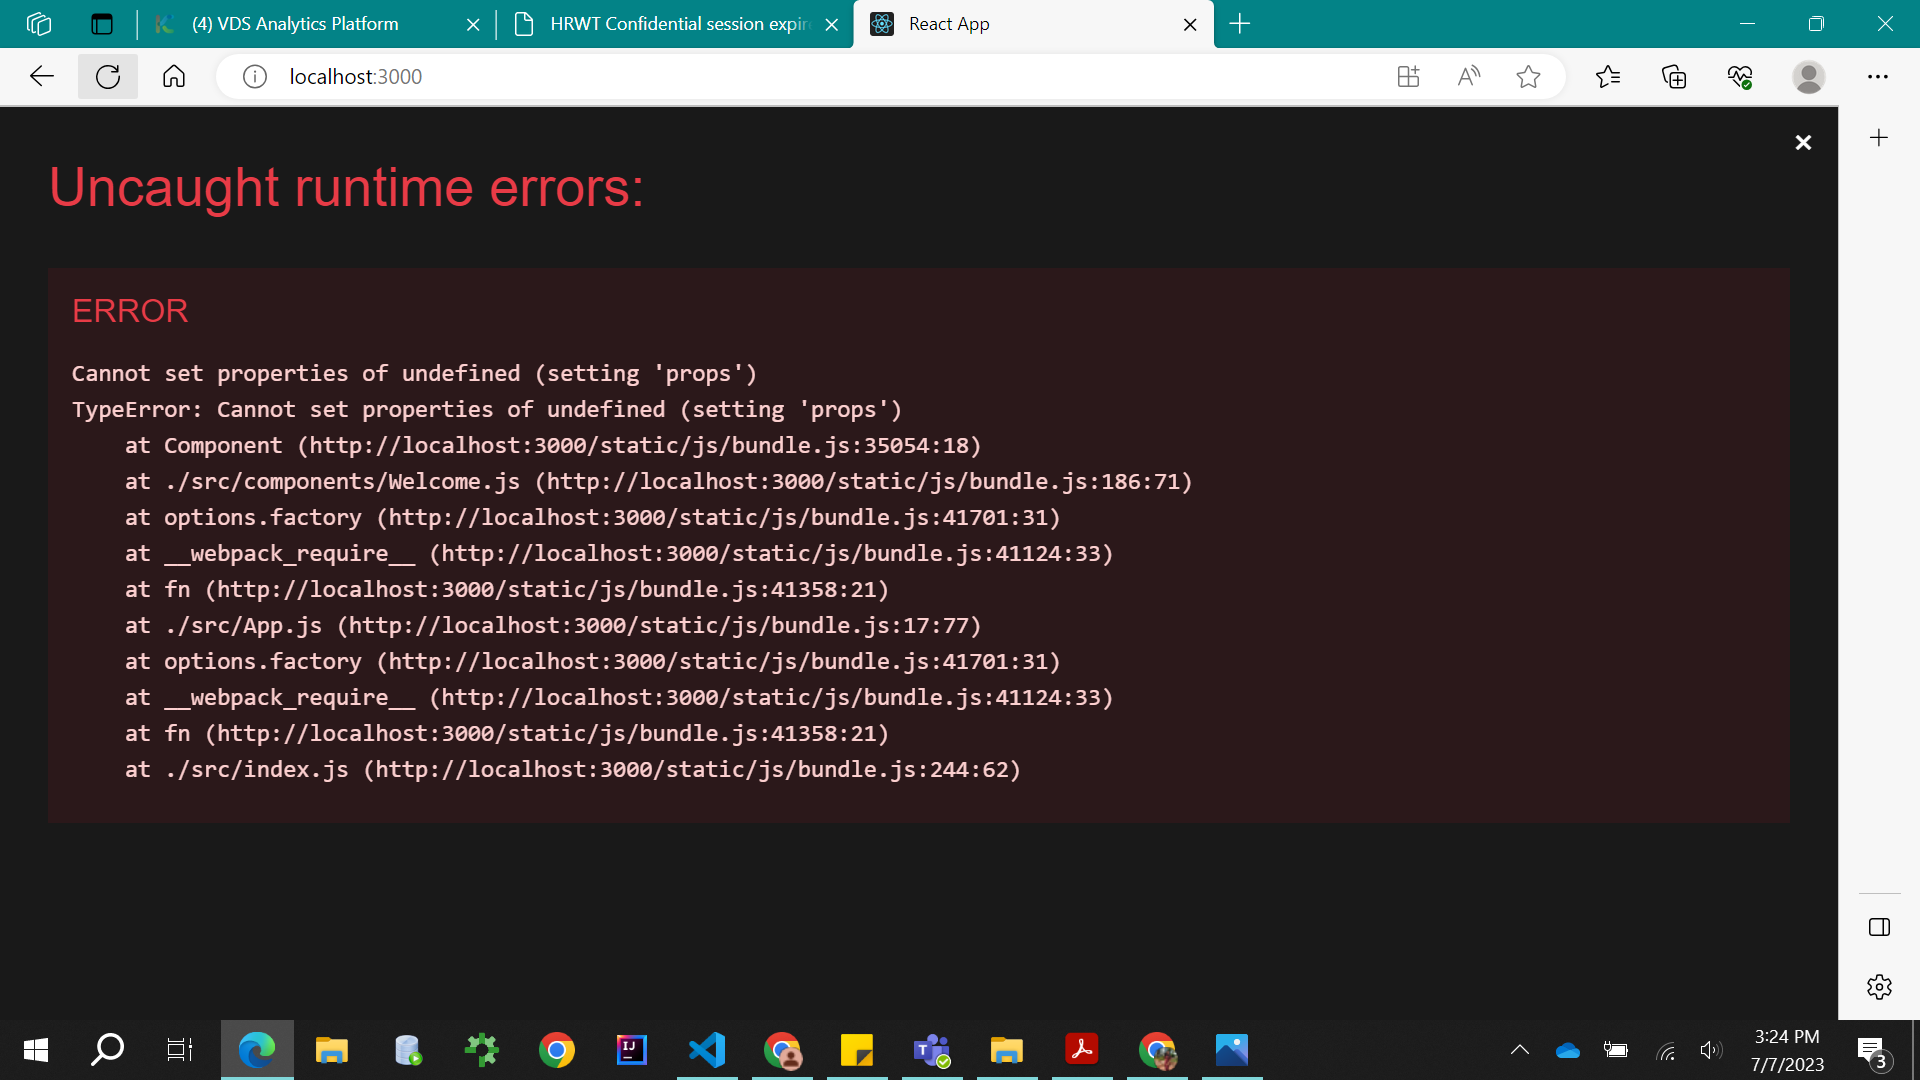 (4) VDS Analytics Platform
HRWT Confidential session expir
React App
localhost:3000
Uncaught runtime errors:
ERROR
Cannot set properties of undefined (setting 'props')
TypeError: Cannot set properties of undefined (setting 'props')
at Component (http://localhost:3000/static/js/bundle.js:35054:18)
at ./src/components/Welcome.js (http://localhost:3000/static/js/bundle.js:186:71)
at options.factory (http://localhost:3000/static/js/bundle.js:41701:31)
at __webpack_require__ (http://localhost:3000/static/js/bundle.js:41124:33)
at fn (http://localhost:3000/static/js/bundle.js:41358:21)
at ./src/App.js (http://localhost:3000/static/js/bundle.js:17:77)
at options.factory (http://localhost:3000/static/js/bundle.js:41701:31)
at __webpack_require__ (http://localhost:3000/static/js/bundle.js:41124:33)
at fn (http://localhost:3000/static/js/bundle.js:41358:21)
at ./src/index.js (http://localhost:3000/static/js/bundle.js:244:62)
3:24 PM
7/7/2023
3